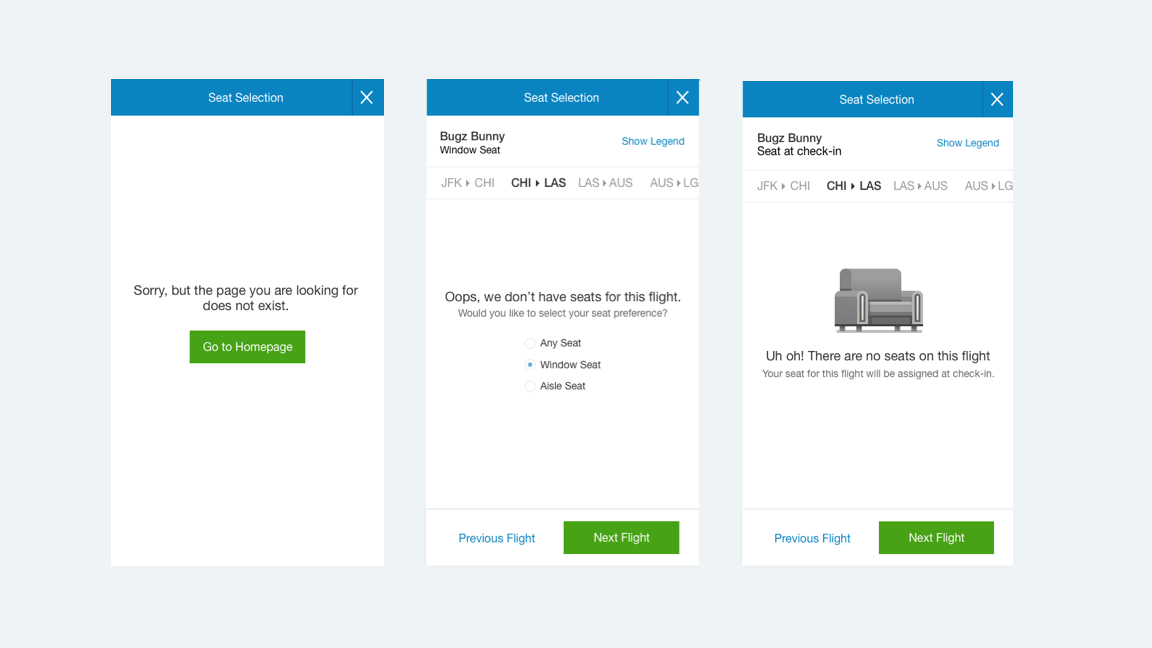 Seat Selection
Sorry, but the page you are looking for
does not exist.
Go to Homepage
Seat Selection
Bugz Bunny
Window Seat
Show Legend
JFK CHI CHI LAS LAS AUS AUS LG
Oops, we don’t have seats for this flight.
Would you like to select your seat preference?
Any Seat
Window Seat
Aisle Seat
Previous Flight Next Flight
Seat Selection
Bugz Bunny
Seat at check-in
Show Legend
JFK CHI CHI LAS LAS AUS AUS LG
Uh oh! There are no seats on this flight
Your seat for this flight will be assigned at check-in.
Previous Flight Next Flight